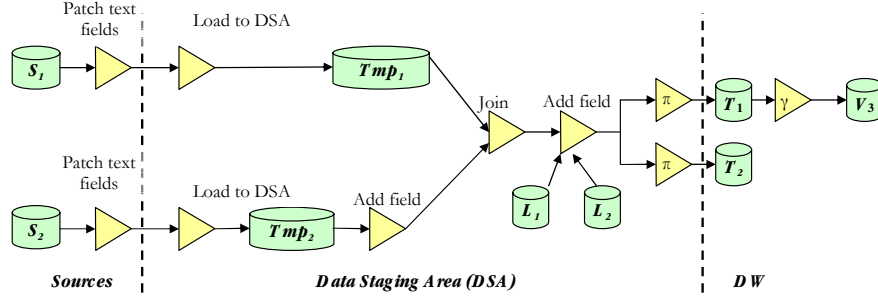 Patch text
fields
Load to DSA
S1
Tmp1
Join
Add field
π
T1
γ
V3
π
T2
Patch text
fields
Load to DSA
Add field
L1
L2
S2
Tmp2
Sources
Data Staging Area (DSA)
DW